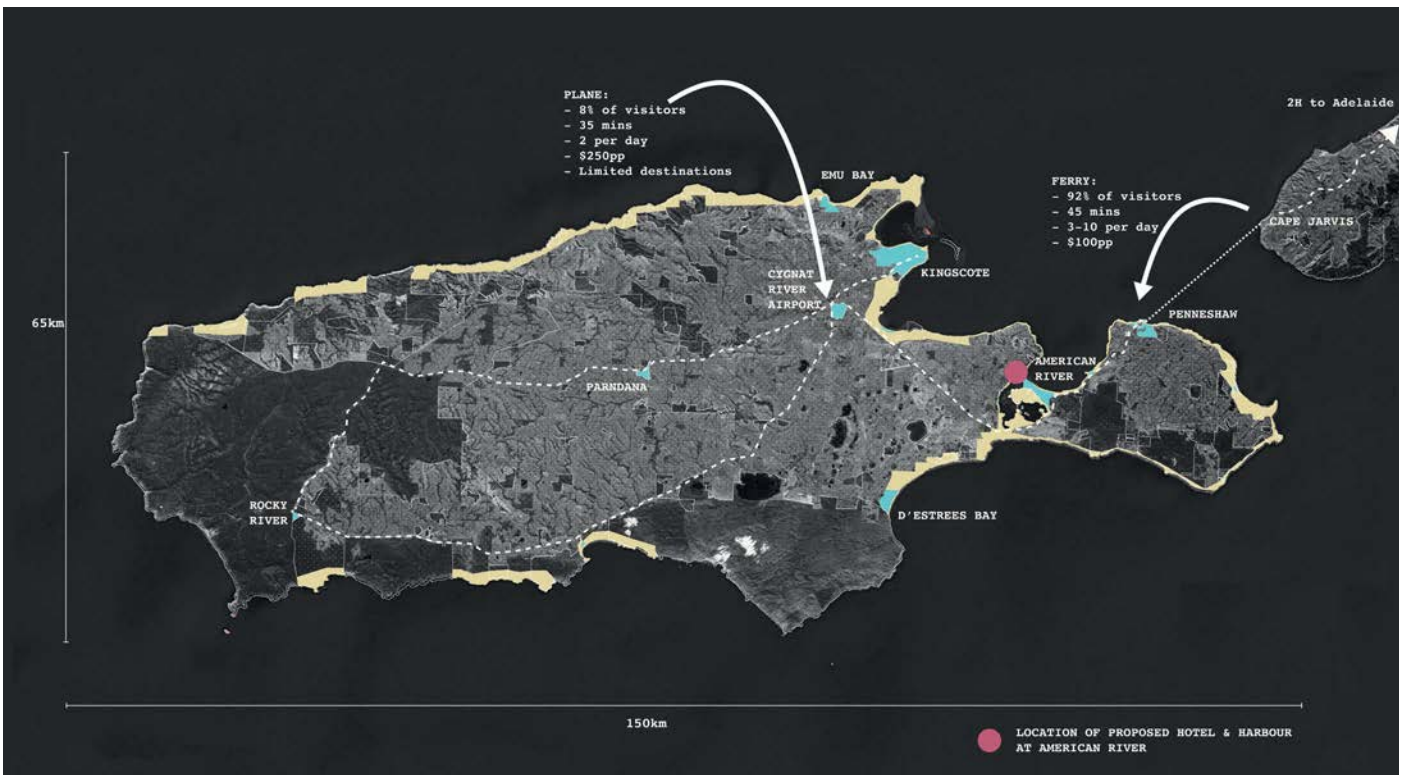 PLANE:
- 8% of visitors
- 35 mins
- 2 per day
- $250pp
- Limited destinations
2H to Adelaide
EMU BAY
FERRY:
- 92% of visitors
- 45 mins
- 3-10 per day
- $100pp
CAPE JARVIS
CYGNAT
RIVER
AIRPORT
KINGSCOTE
65km
PENNESHAW
AMERICAN
RIVER
PARNDANA
ROCKY
RIVER
D'ESTREES BAY
150km
LOCATION OF PROPOSED HOTEL & HARBOUR
AT AMERICAN RIVER